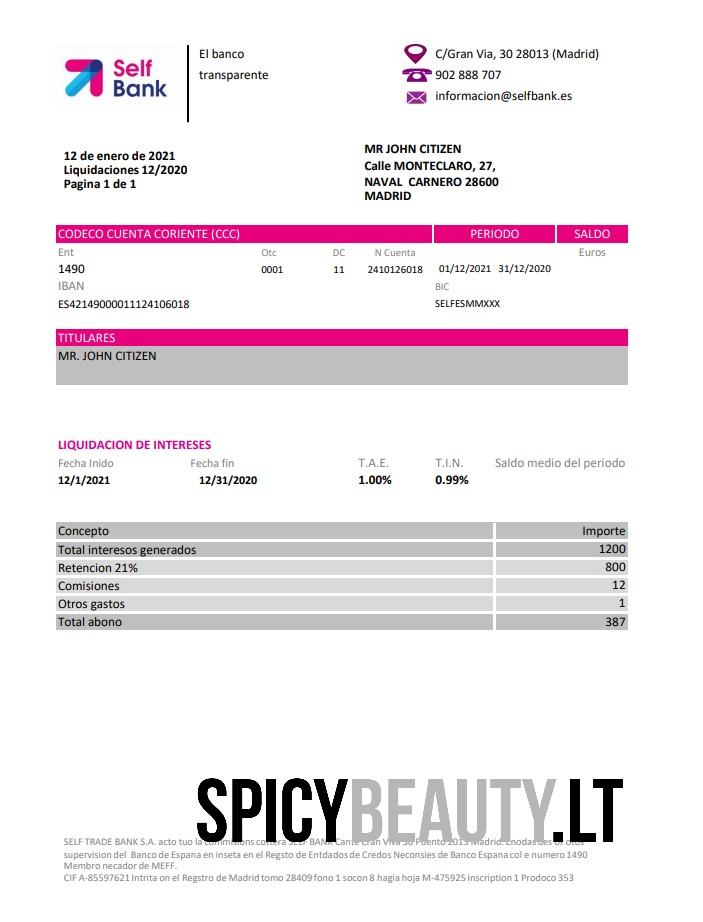 Self
Bank
El banco
transparente
C/Gran Via, 30 28013 (Madrid)
902 888 707
informacion@selfbank.es
12 de enero de 2021
Liquidaciones 12/2020
Pagina 1 de 1
MR JOHN CITIZEN
Calle MONTECLARO, 27,
NAVAL CARNERO 28600
MADRID
CODECO CUENTA CORIENTE (CCC) PERIODO SALDO
Ent Otc DC N Cuenta Euros
1490 0001 11 2410126018 01/12/2021 31/12/2020
IBAN BIC
ES42149000011124106018 SELFESMMXXX
TITULARES
MR. JOHN CITIZEN
LIQUIDACION DE INTERESES
Fecha Inido Fecha fin T.A.E. T.I.N. Saldo medio del periodo
12/1/2021 12/31/2020 1.00% 0.99%
Concepto Importe
Total interesos generados 1200
Retencion 21% 800
Comisiones 12
Otros gastos 1
Total abono 387
SPICYBEAUTY.LT
SELF TRADE BANK S.A. acto tuo la commisions cottera SELF BANK Cante Gran Viva 30 Puento 2013 Madrid. Enodas des
supervision del Banco de Espana en inseta en el Regsto de Entdados de Credos Neconsies de Banco Espana col e numero 1490
Membro necador de MEFF.
CIF A-85597621 Intrita on el Regstro de Madrid tomo 28409 fono 1 socon 8 hagia hoja M-475925 Inscription 1 Prodoco 353